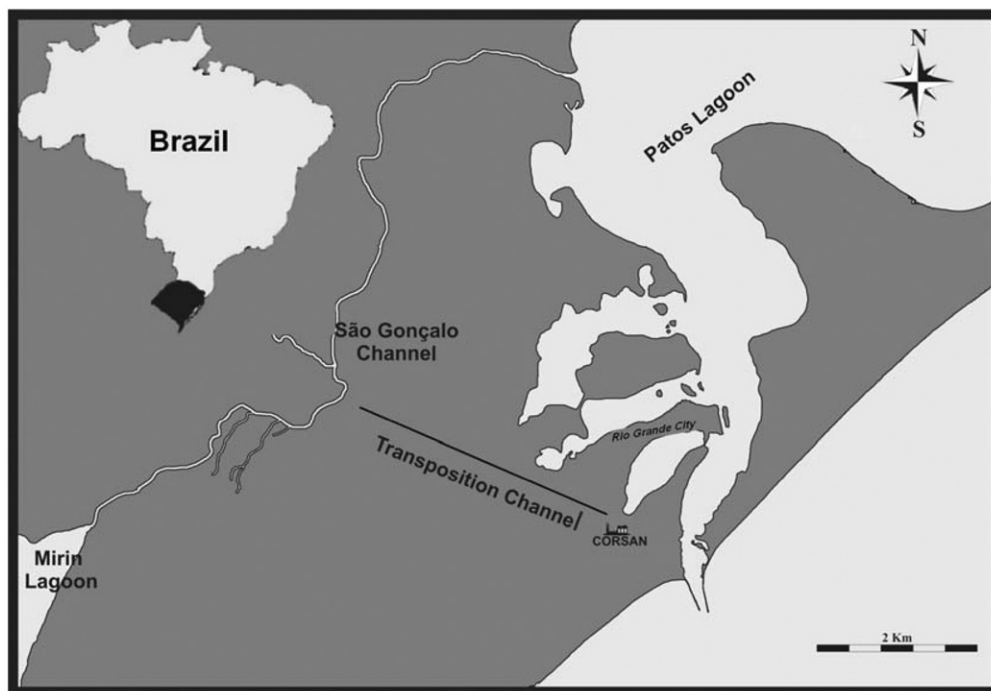 Brazil
N
S
Patos Lagoon
São Gonçalo
Channel
Rio Grande City
Transposition Channel
CORSAN
Mirin
Lagoon
2 Km